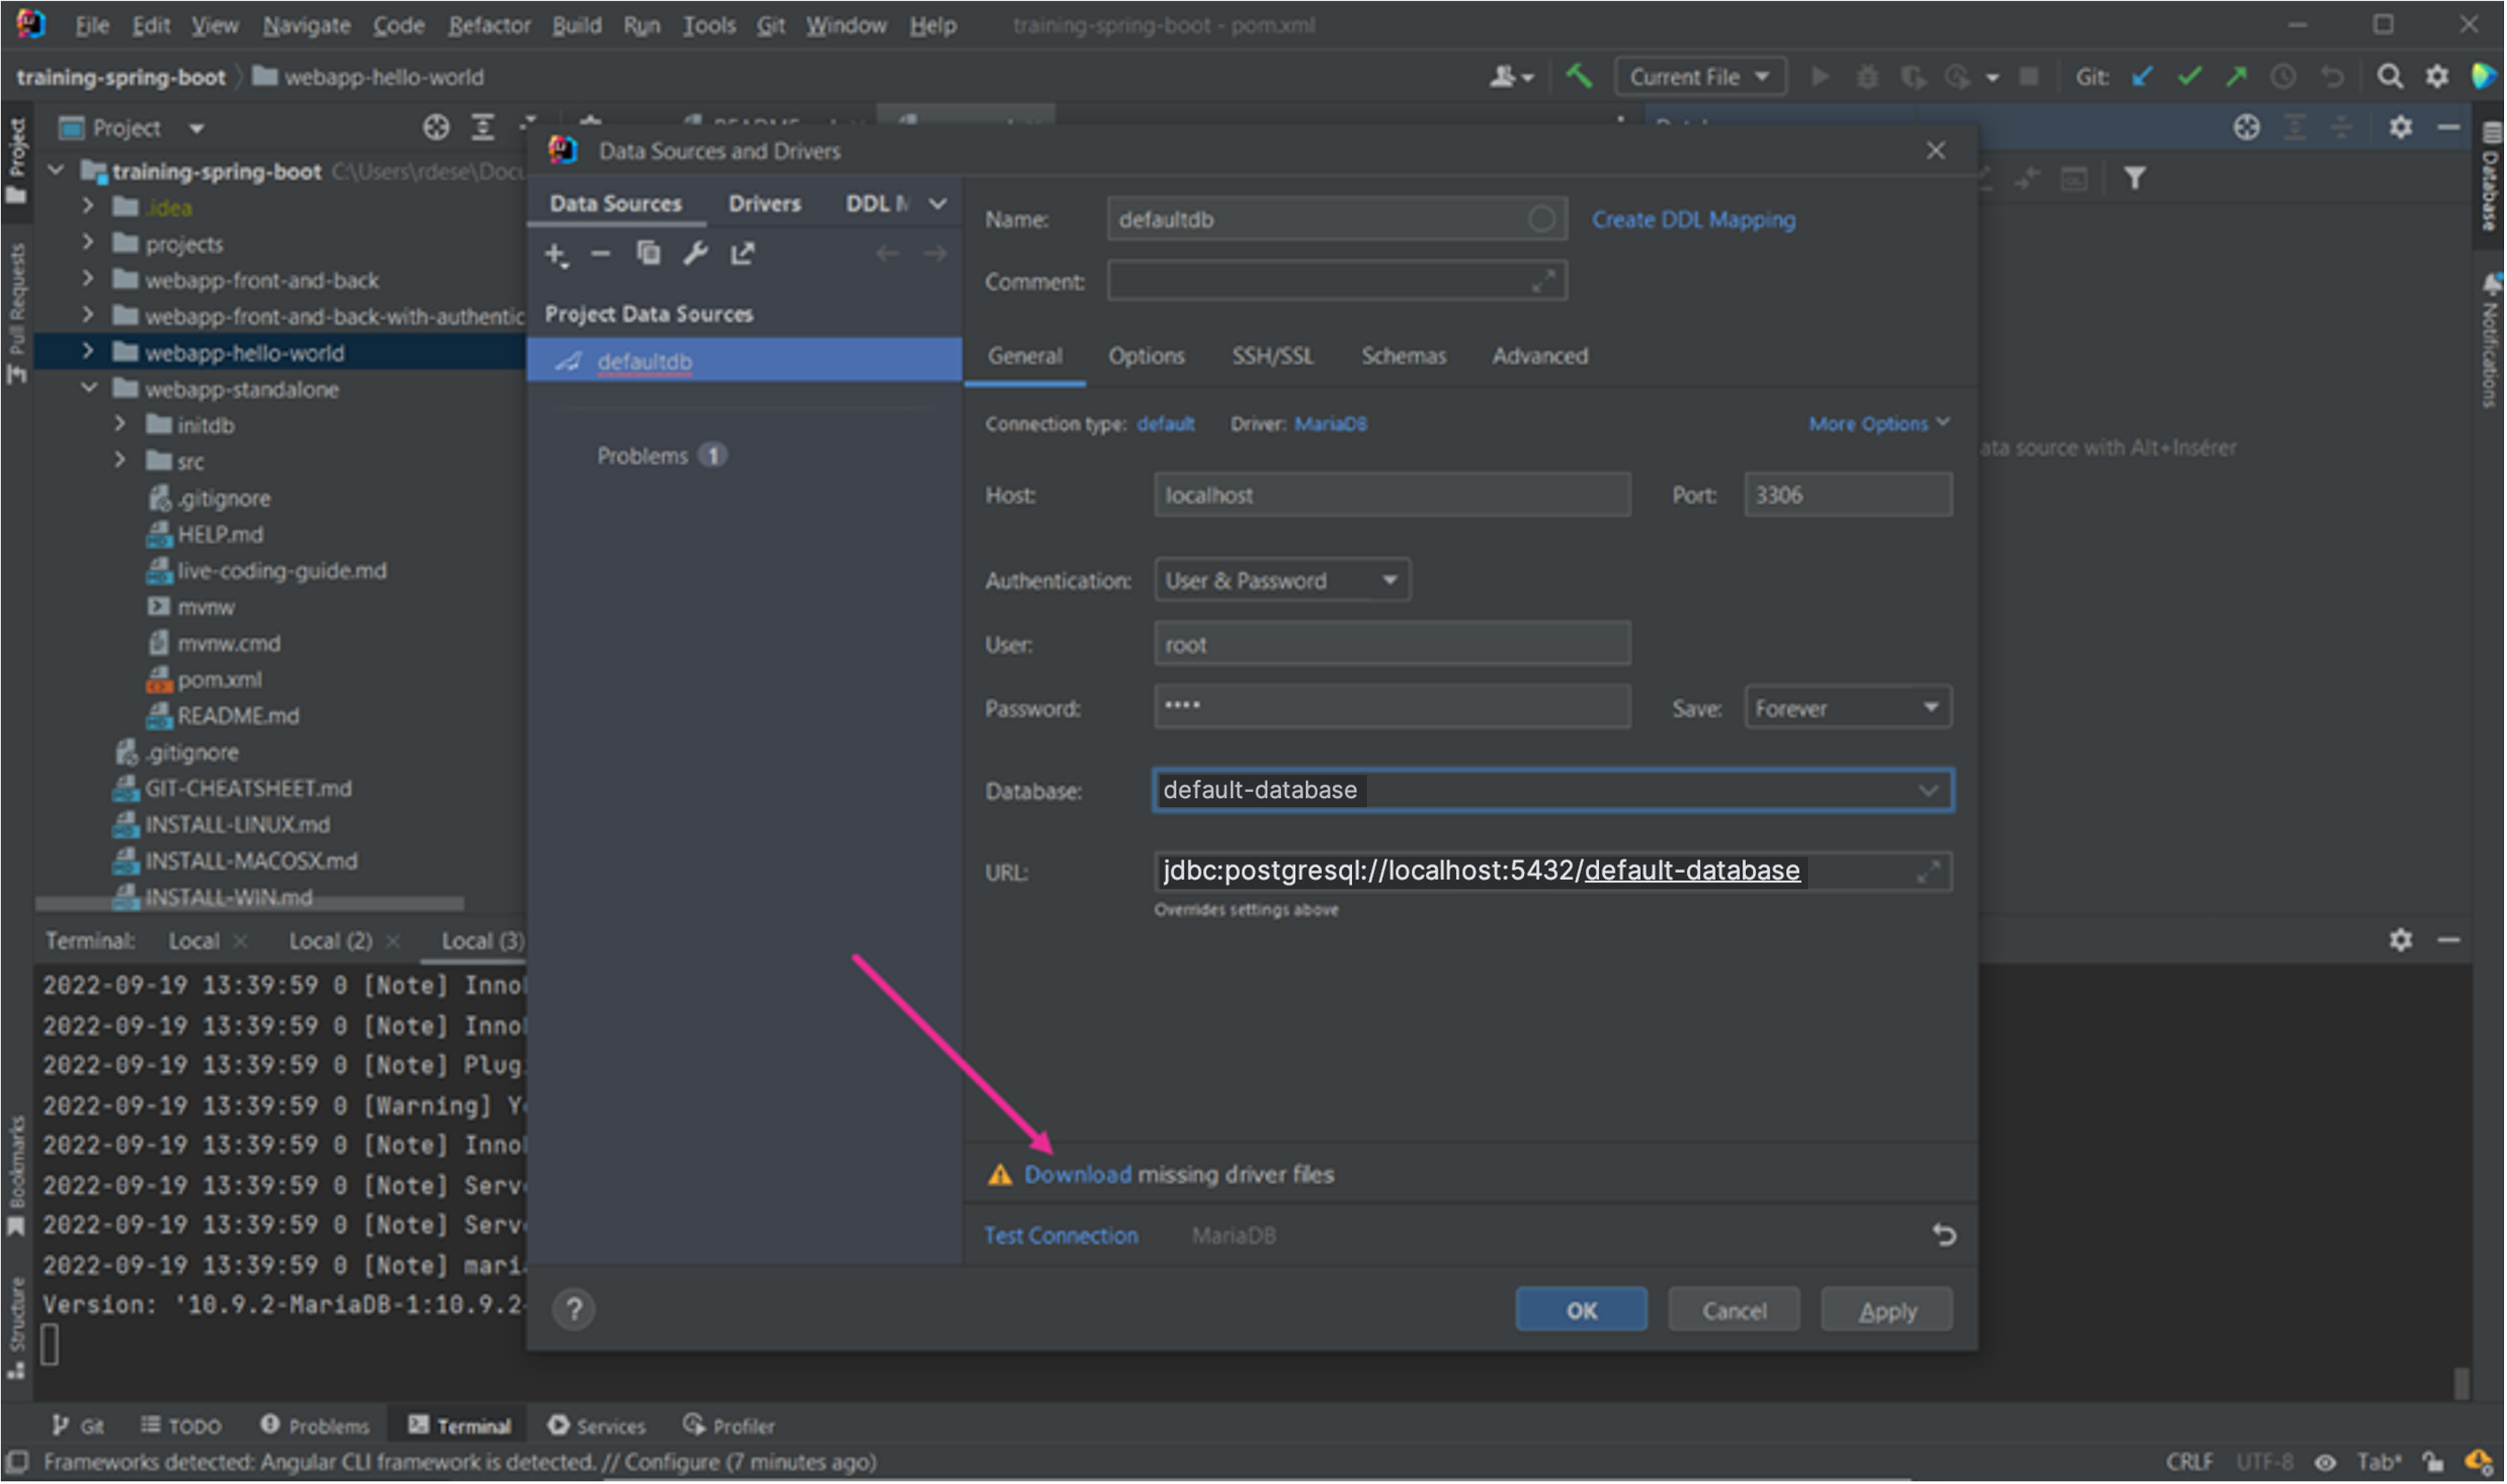 File Edit View Navigate Code Refactor Build Run Tools Git Window Help training-spring-boot - pom.xml
training-spring-boot webapp-hello-world Current File Git:
Project
Project
Pull Requests
Bookmarks
Structure
training-spring-boot C:\Users\rdese\Docu
.idea
projects
webapp-front-and-back
webapp-front-and-back-with-authentic
webapp-hello-world
webapp-standalone
initdb
src
.gitignore
HELP.md
live-coding-guide.md
mvnw
mvnw.cmd
pom.xml
README.md
.gitignore
GIT-CHEATSHEET.md
INSTALL-LINUX.md
INSTALL-MACOSX.md
INSTALL-WIN.md
Data Sources and Drivers
Data Sources Drivers DDL M
Project Data Sources
defaultdb
Problems 1
Name: defaultdb Create DDL Mapping
Comment:
General Options SSH/SSL Schemas Advanced
Connection type: default Driver: MariaDB More Options
Host: localhost Port: 3306
Authentication: User & Password
User: root
Password: •••• Save: Forever
Database: default-database
URL: jdbc:postgresql://localhost:5432/default-database
Overrides settings above
Download missing driver files
Test Connection MariaDB
? OK Cancel Apply
ata source with Alt+Insérer
Database
Notifications
Terminal: Local Local (2) Local (3)
2022-09-19 13:39:59 0 [Note] Inno
2022-09-19 13:39:59 0 [Note] Inno
2022-09-19 13:39:59 0 [Note] Plug
2022-09-19 13:39:59 0 [Warning] Y
2022-09-19 13:39:59 0 [Note] Inno
2022-09-19 13:39:59 0 [Note] Serv
2022-09-19 13:39:59 0 [Note] Serv
2022-09-19 13:39:59 0 [Note] mari
Version: '10.9.2-MariaDB-1:10.9.2-
Git TODO Problems Terminal Services Profiler
Frameworks detected: Angular CLI framework is detected. // Configure (7 minutes ago) CRLF UTF-8 Tab*